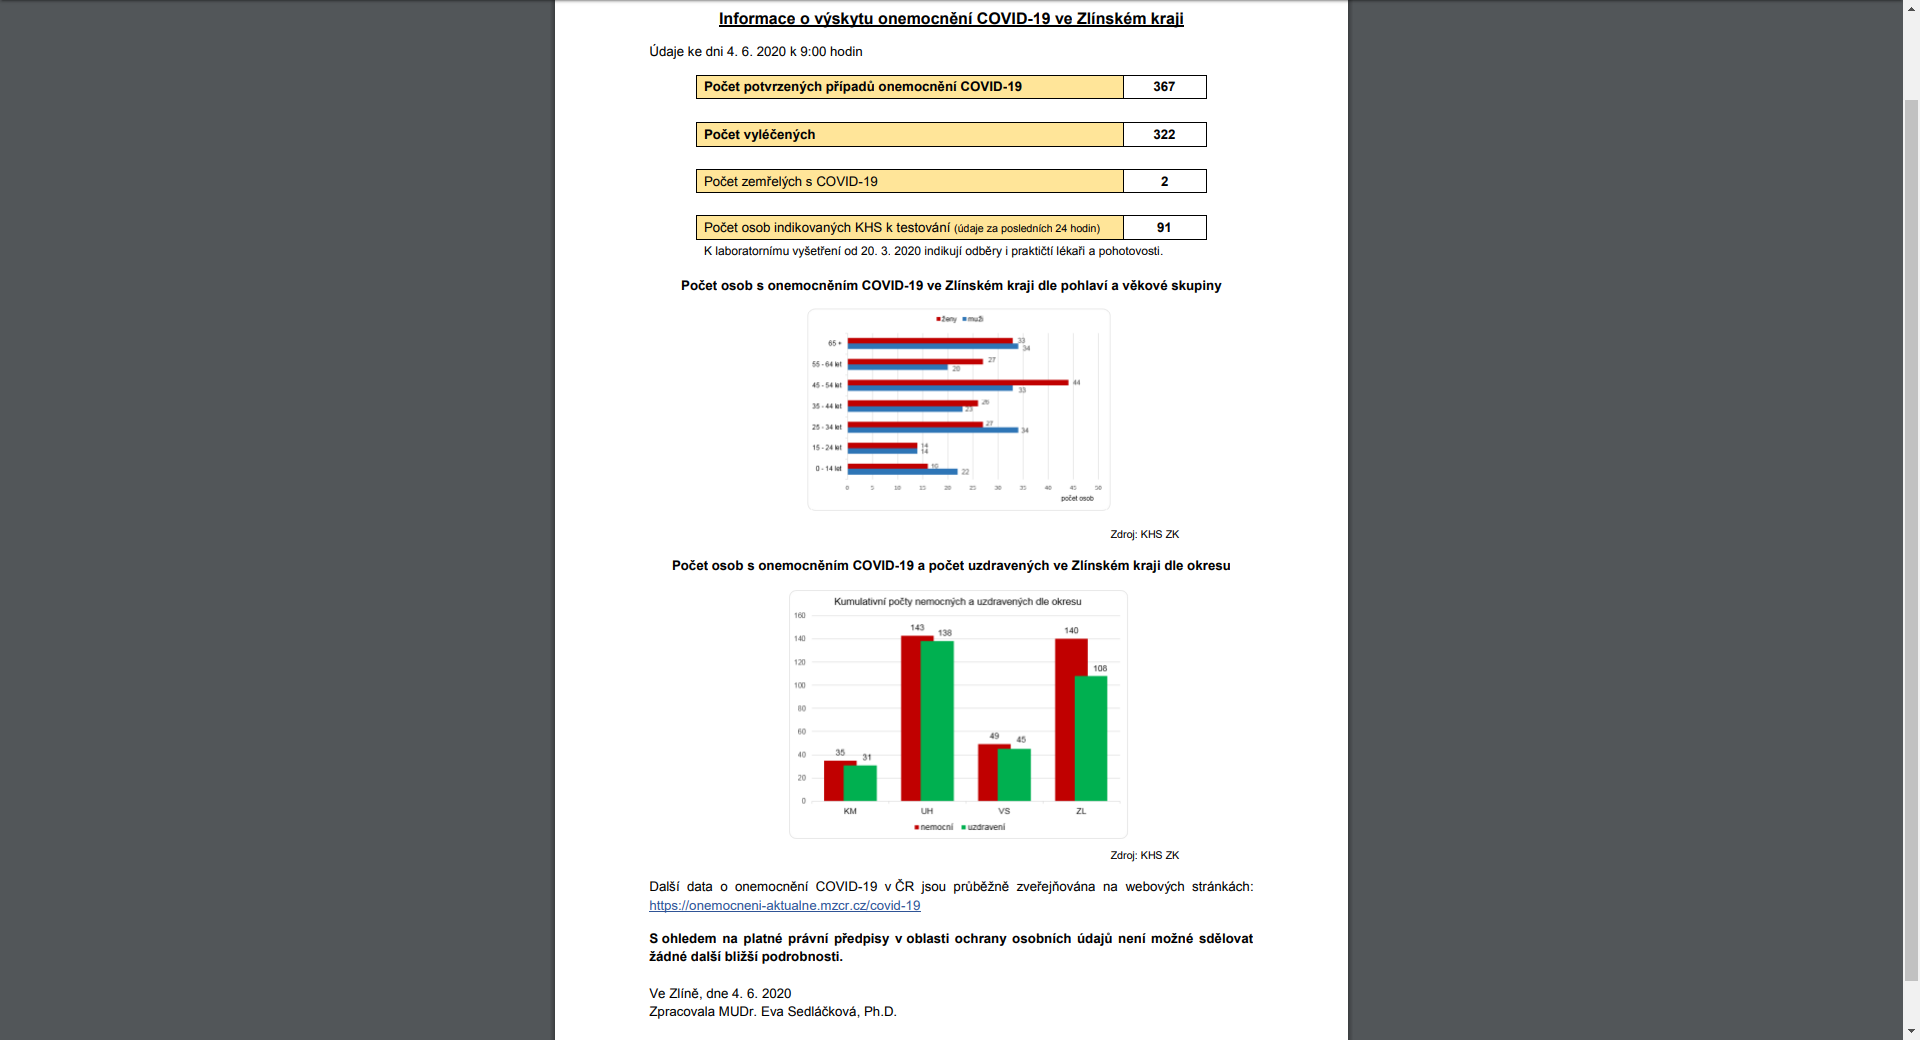 Informace o výskytu onemocnění COVID-19 ve Zlínském kraji
Údaje ke dni 4. 6. 2020 k 9:00 hodin
Počet potvrzených případů onemocnění COVID-19 367
Počet vyléčených 322
Počet zemřelých s COVID-19 2
Počet osob indikovaných KHS k testování (údaje za posledních 24 hodin) 91
K laboratornímu vyšetření od 20. 3. 2020 indikují odběry i praktičtí lékaři a pohotovosti.
Počet osob s onemocněním COVID-19 ve Zlínském kraji dle pohlaví a věkové skupiny
ženy muži
65 + 33
34
55 - 64 let 27
20
45 - 54 let 44
33
35 - 44 let 26
23
25 - 34 let 27
34
15 - 24 let 14
14
0 - 14 let 16
22
0 5 10 15 20 25 30 35 40 45 50
počet osob
Zdroj: KHS ZK
Počet osob s onemocněním COVID-19 a počet uzdravených ve Zlínském kraji dle okresu
Kumulativní počty nemocných a uzdravených dle okresu
160
140
120
100
80
60
40
20
0
35 31
143 138
49 45
140 108
KM UH VS ZL
nemocní uzdravení
Zdroj: KHS ZK
Další data o onemocnění COVID-19 v ČR jsou průběžně zveřejňována na webových stránkách:
https://onemocneni-aktualne.mzcr.cz/covid-19
S ohledem na platné právní předpisy v oblasti ochrany osobních údajů není možné sdělovat
žádné další bližší podrobnosti.
Ve Zlíně, dne 4. 6. 2020
Zpracovala MUDr. Eva Sedláčková, Ph.D.